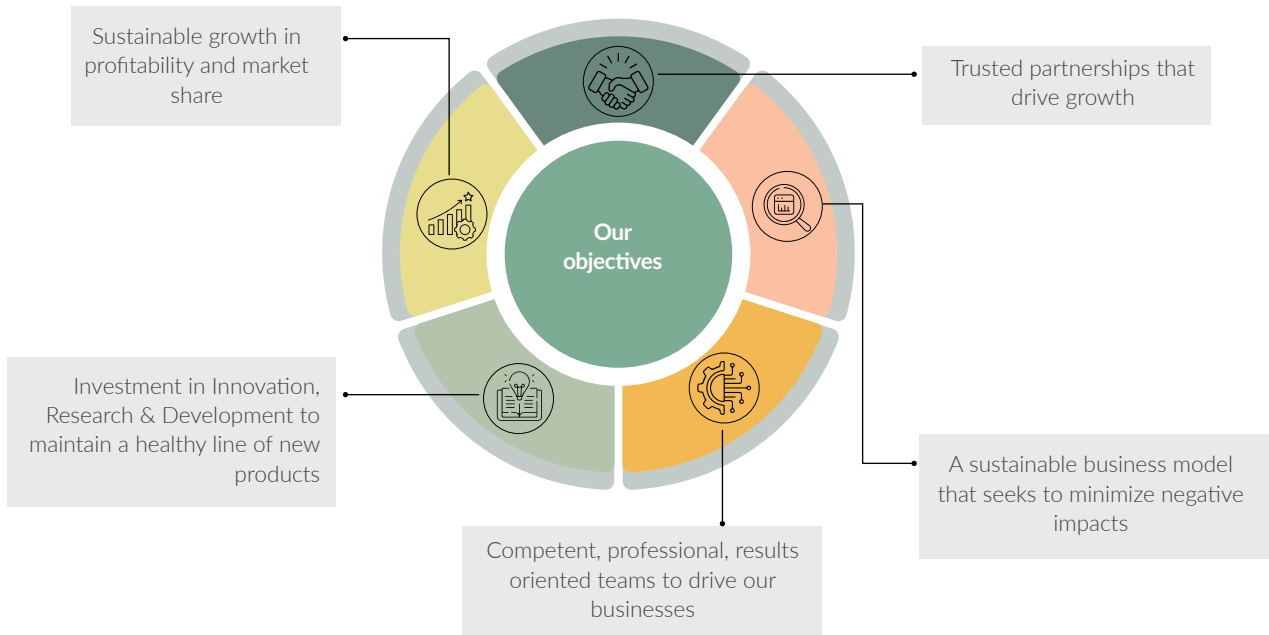 Sustainable growth in
profitability and market
share
Trusted partnerships that
drive growth
Our
objectives
Investment in Innovation,
Research & Development to
maintain a healthy line of new
products
A sustainable business model
that seeks to minimize negative
impacts
Competent, professional, results
oriented teams to drive our
businesses